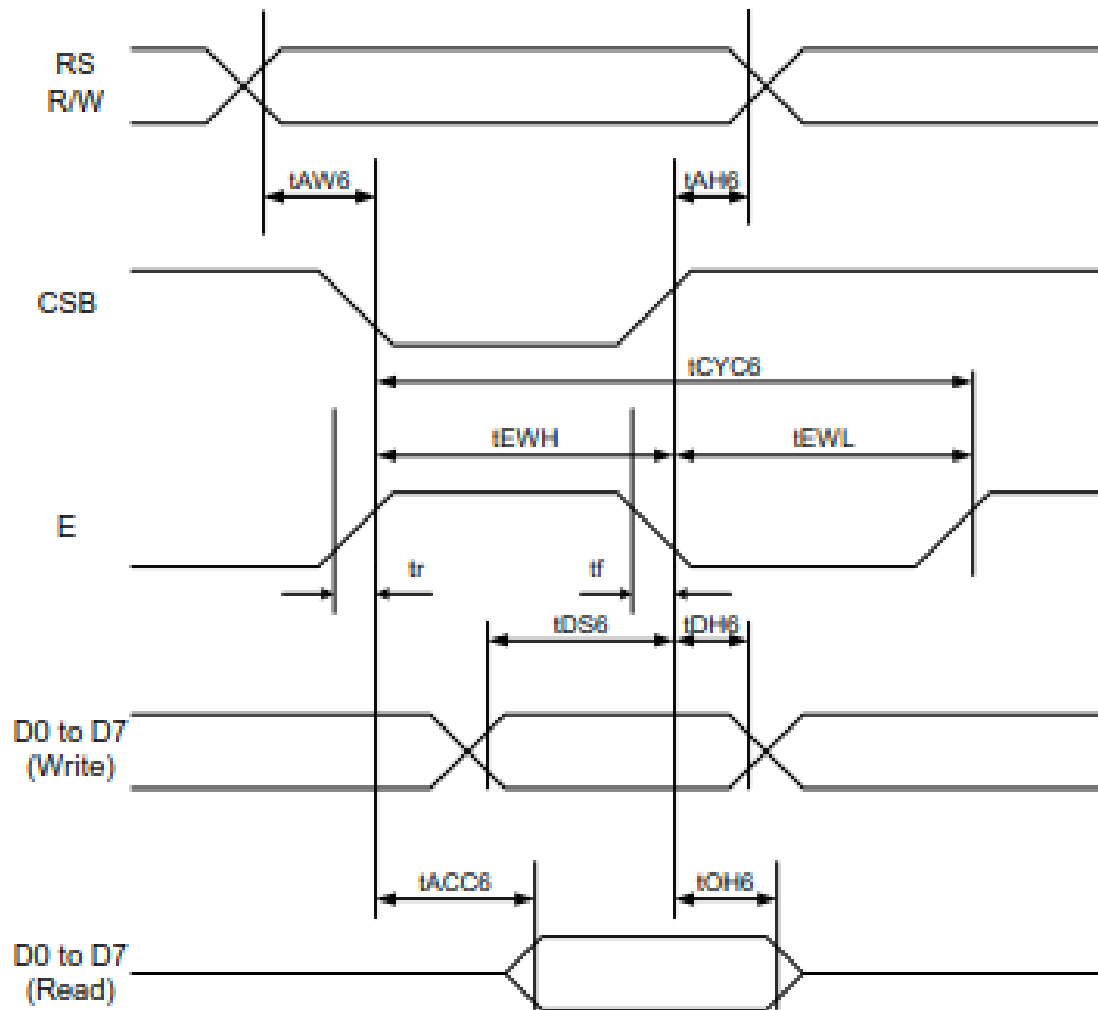 RS
R/W
tAW6
tAH6
CSB
tCYC6
tEWH
tEWL
E
tr
tf
tDS6
tDH6
D0 to D7
(Write)
tACC6
tOH6
D0 to D7
(Read)